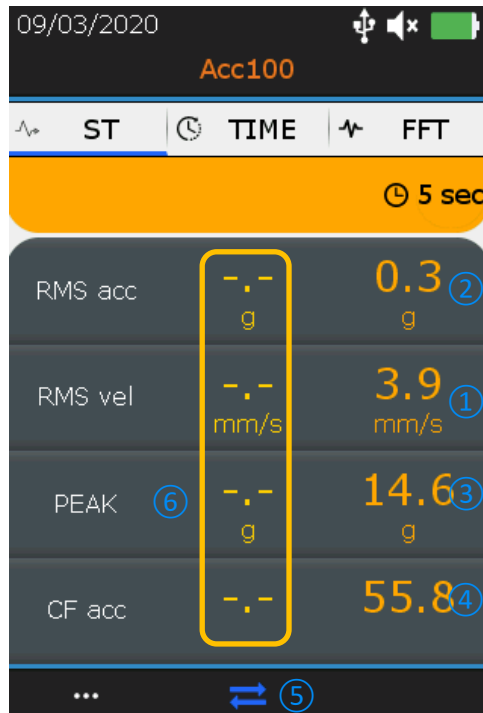 09/03/2020
Acc100
ST TIME FFT
5 sec
RMS acc -.- g 0.3 g ②
RMS vel -.- mm/s 3.9 mm/s ①
PEAK ⑥ -.- g 14.6 g ③
CF acc -.- 55.8 ④
... ⑤